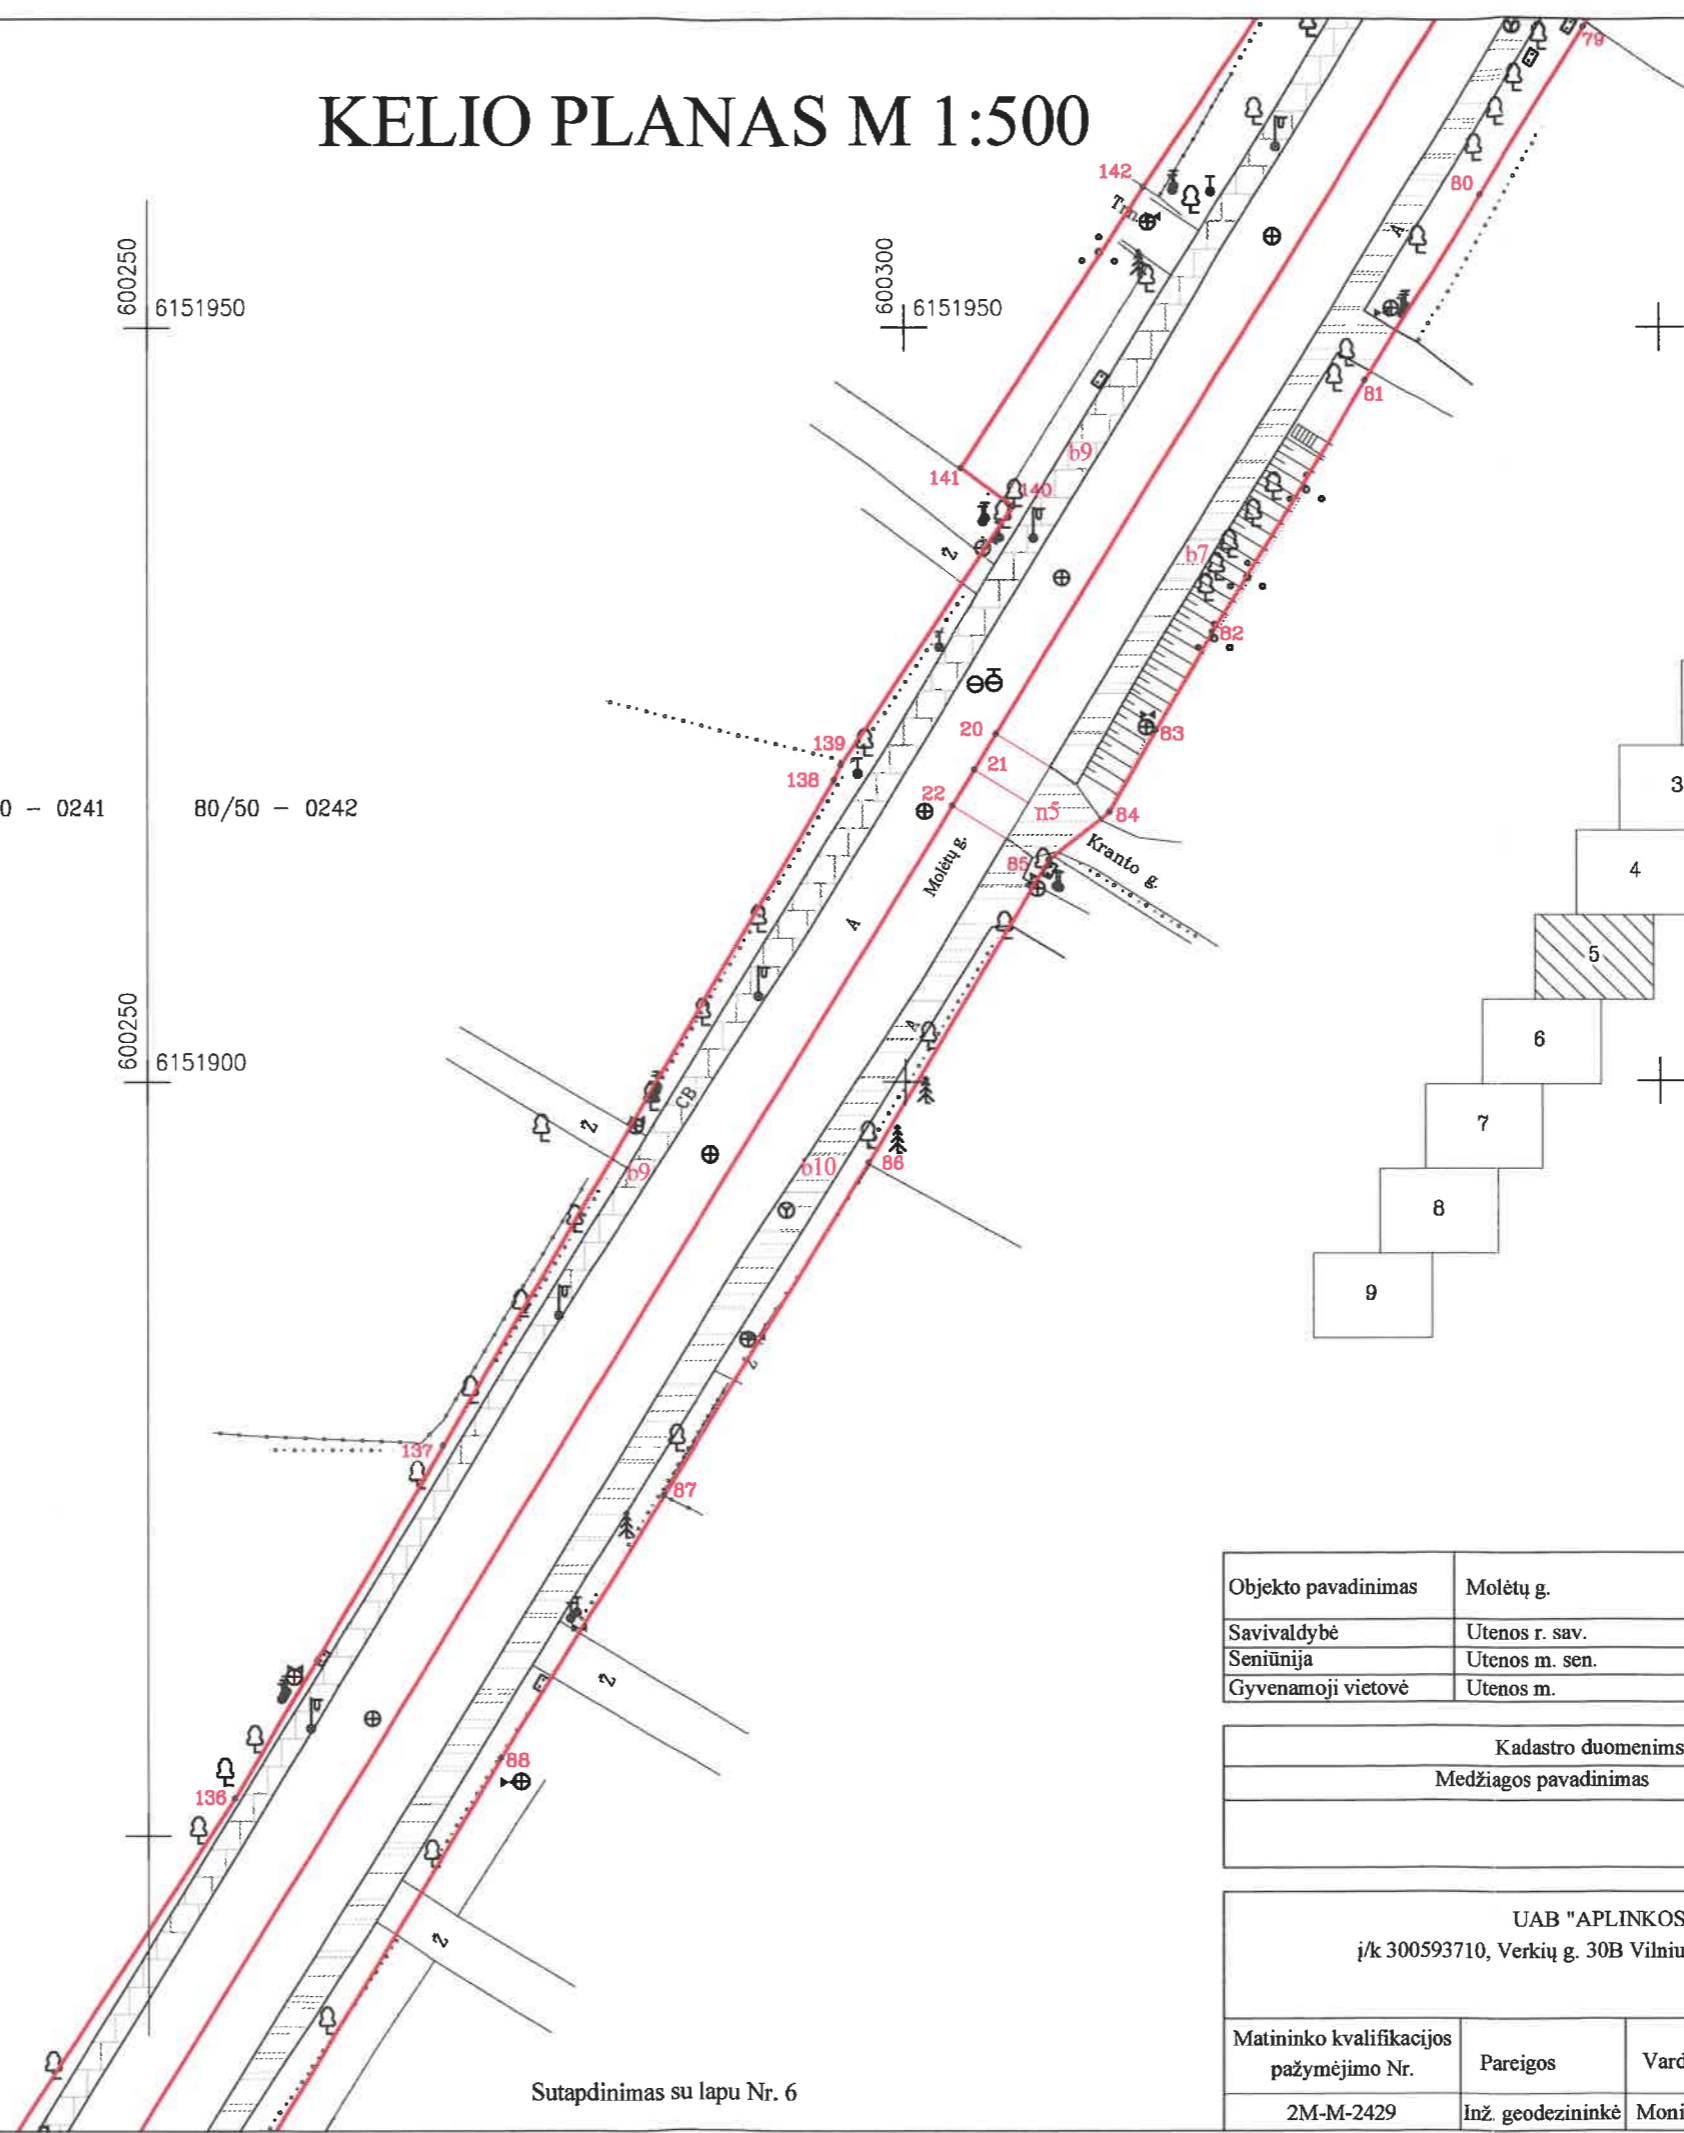 KELIO PLANAS M 1:500
79
142
80
Trn.
A
600250
6151950
600300
6151950
81
b9
141
140
b7
Ž
82
139
138
20
83
21
22
n5
84
0 - 0241
80/50 - 0242
Molėtų g.
Kranto g.
85
A
A
3
4
5
6
7
8
9
600250
6151900
CB
Ž
b9
b10
86
Ž
137
87
Ž
88
136
Ž
Sutapdinimas su lapu Nr. 6
Objekto pavadinimas Molėtų g.
Savivaldybė Utenos r. sav.
Seniūnija Utenos m. sen.
Gyvenamoji vietovė Utenos m.
Kadastro duomenims
Medžiagos pavadinimas
UAB "APLINKOS
į/k 300593710, Verkių g. 30B Vilniu
Matininko kvalifikacijos
pažymėjimo Nr.
Pareigos
Vard
2M-M-2429 Inž. geodezininkė Moni